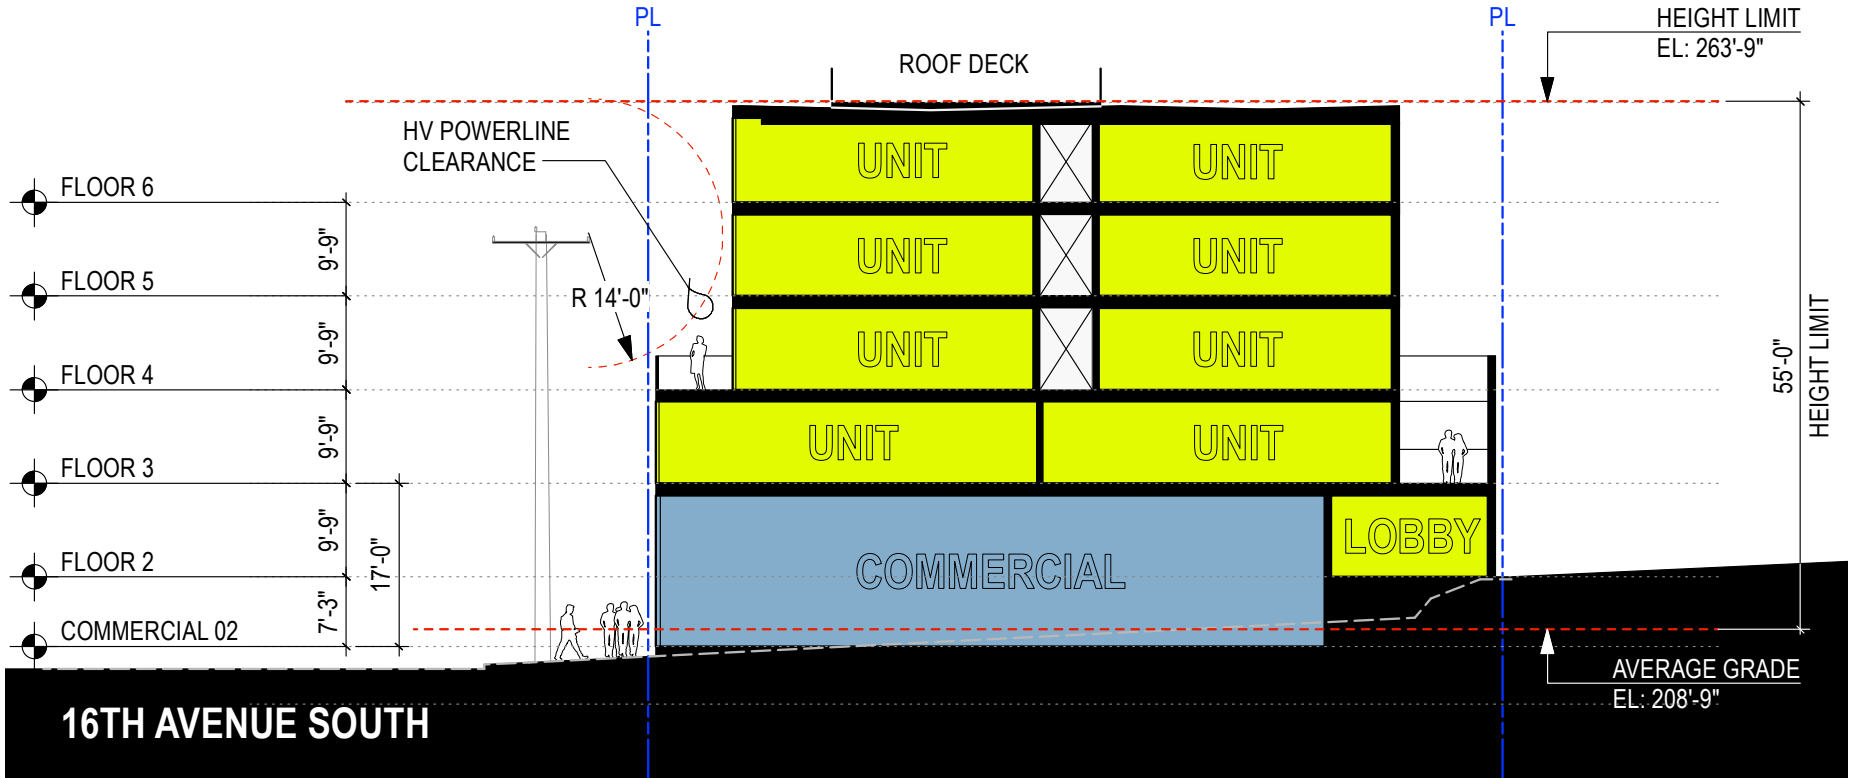 PL
PL
HEIGHT LIMIT
EL: 263'-9"
ROOF DECK
HV POWERLINE
CLEARANCE
UNIT
UNIT
FLOOR 6
9'-9"
UNIT
UNIT
FLOOR 5
R 14'-0"
9'-9"
UNIT
UNIT
55'-0"
HEIGHT LIMIT
FLOOR 4
9'-9"
UNIT
UNIT
FLOOR 3
9'-9"
17'-0"
LOBBY
FLOOR 2
COMMERCIAL
7'-3"
COMMERCIAL 02
AVERAGE GRADE
EL: 208'-9"
16TH AVENUE SOUTH